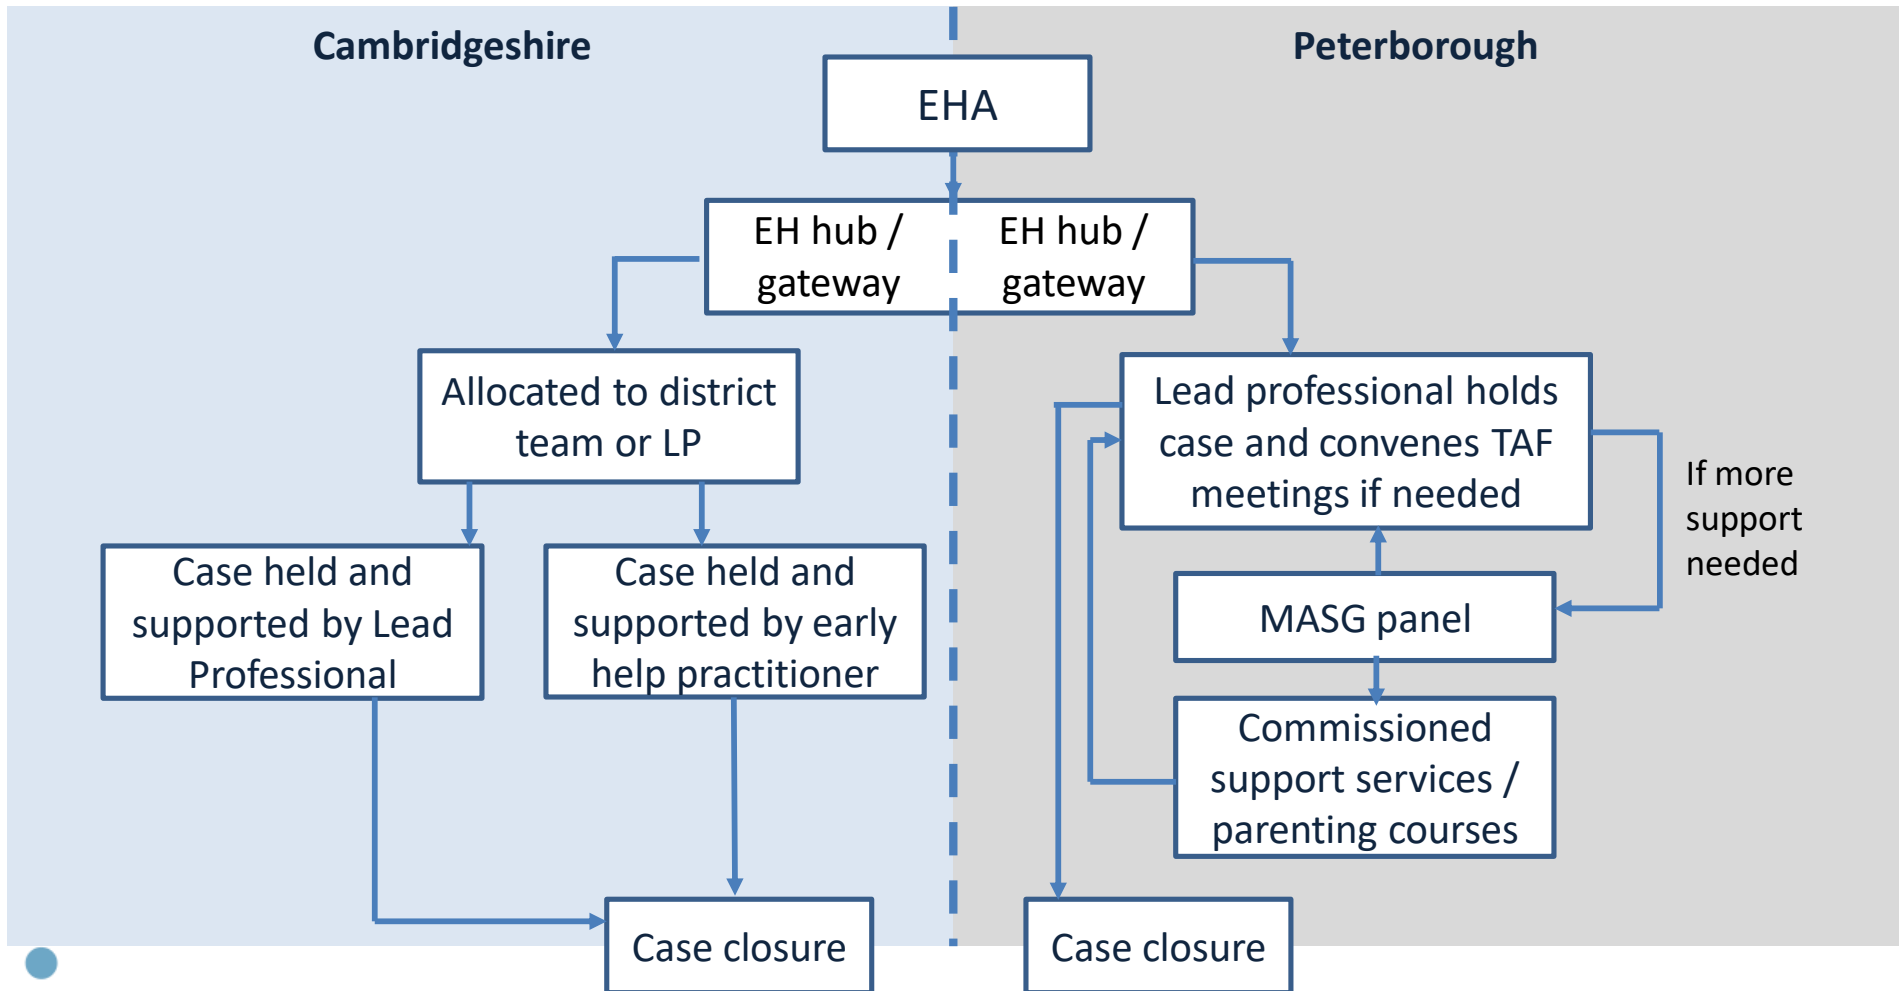 Cambridgeshire
Peterborough
EHA
EH hub /
gateway
EH hub /
gateway
Allocated to district
team or LP
Case held and
supported by Lead
Professional
Case held and
supported by early
help practitioner
Case closure
Lead professional holds
case and convenes TAF
meetings if needed
If more
support
needed
MASG panel
Commissioned
support services /
parenting courses
Case closure